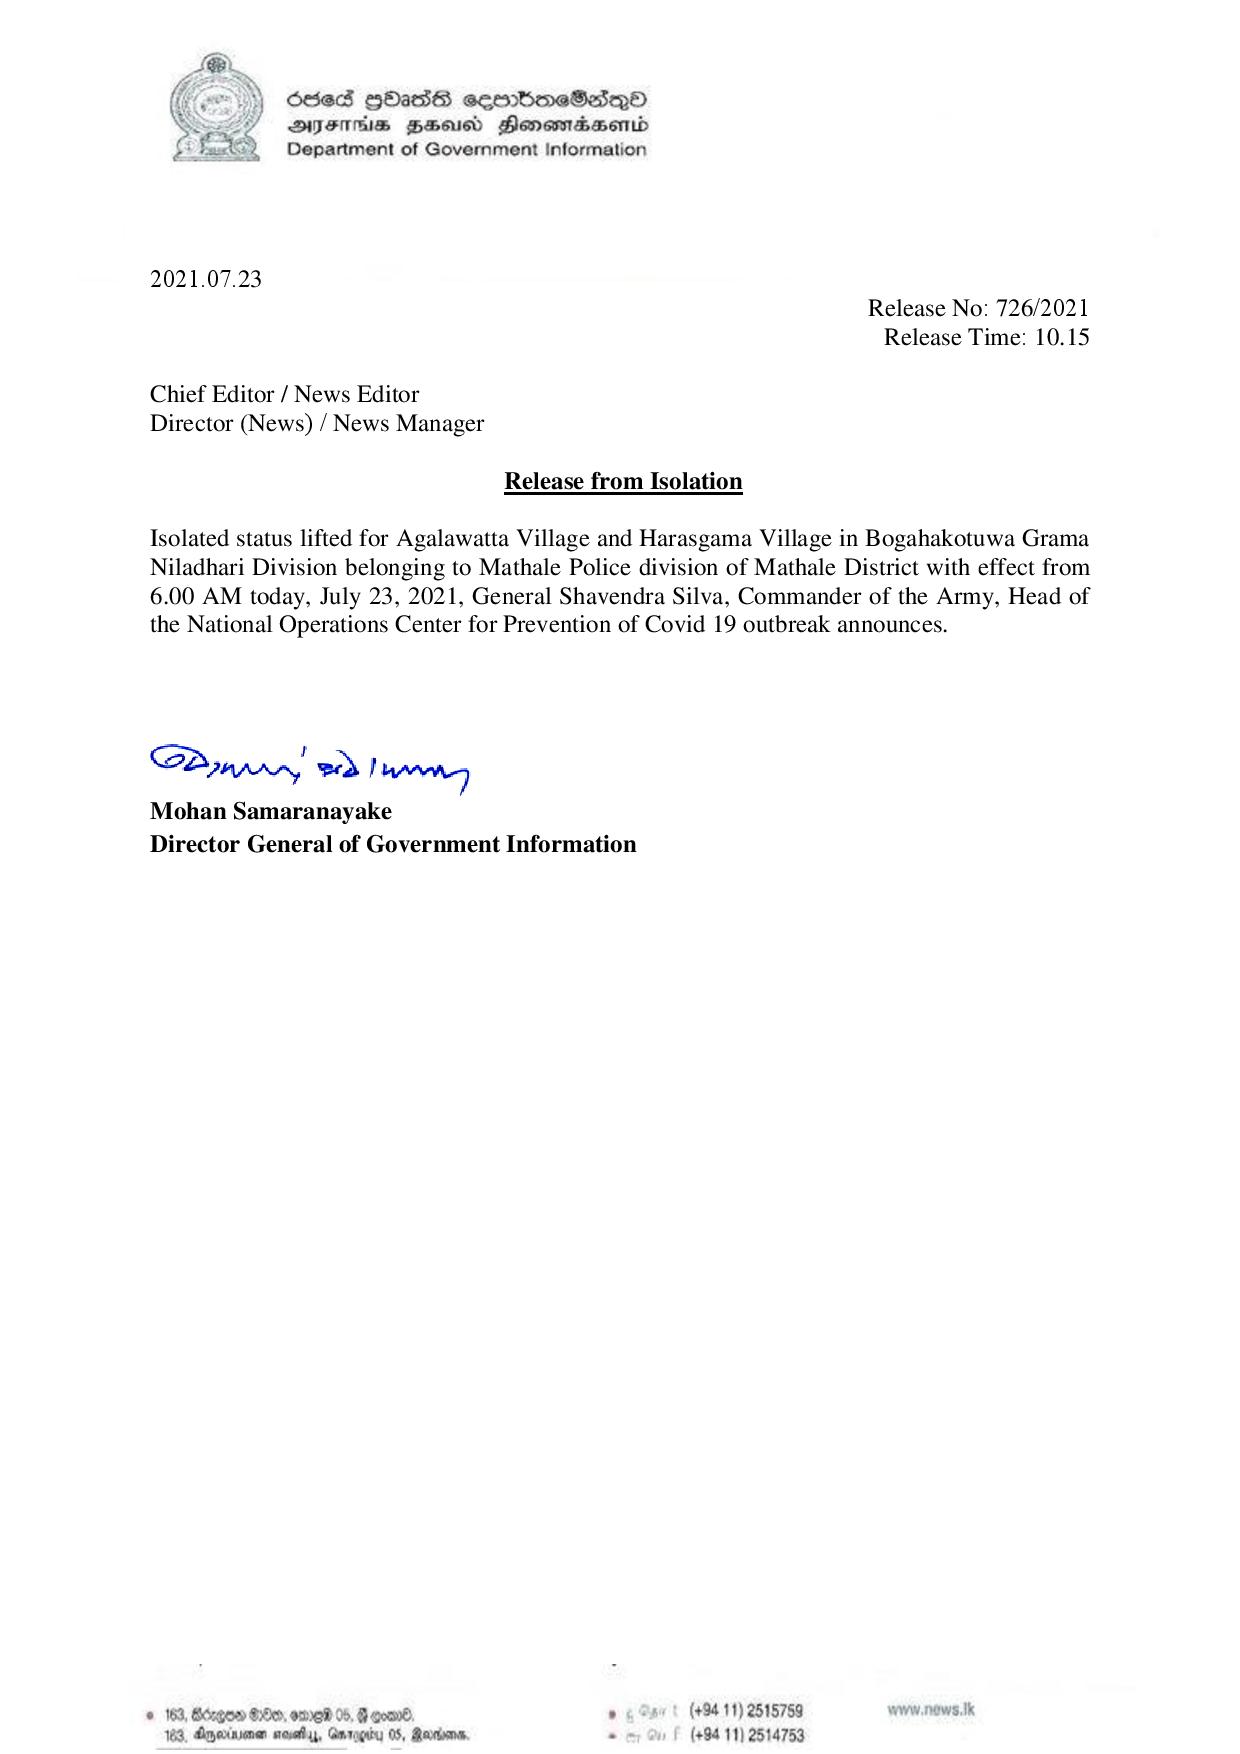 රජයේ ප්‍රවෘත්ති දෙපාර්තමේන්තුව
அரசாங்க தகவல் திணைக்களம்
Department of Government Information
2021.07.23
Release No: 726/2021
Release Time: 10.15
Chief Editor / News Editor
Director (News) / News Manager
Release from Isolation
Isolated status lifted for Agalawatta Village and Harasgama Village in Bogahakotuwa Grama
Niladhari Division belonging to Mathale Police division of Mathale District with effect from
6.00 AM today, July 23, 2021, General Shavendra Silva, Commander of the Army, Head of
the National Operations Center for Prevention of Covid 19 outbreak announces.
Mohan Samaranayake
Director General of Government Information
163, කිරුලපන මාවත, කොළඹ 05, ශ්‍රී ලංකාව.
163, கிருலப்பனை எவனியூ, கொழும்பு 05, இலங்கை.
(+94 11) 2515759
(+94 11) 2514753
www.news.lk